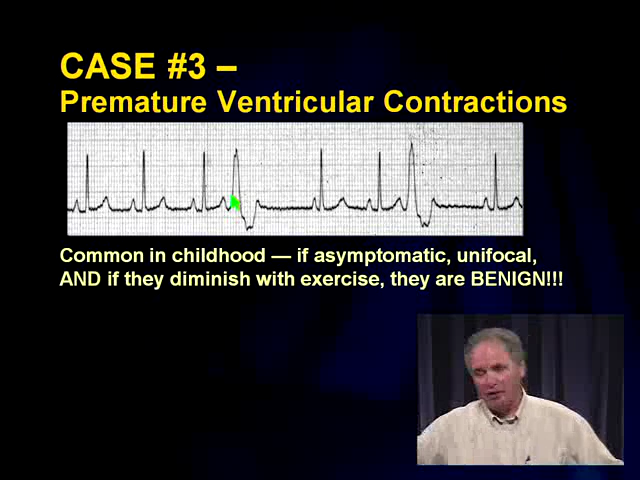 CASE #3 –
Premature Ventricular Contractions
Common in childhood — if asymptomatic, unifocal,
AND if they diminish with exercise, they are BENIGN!!!